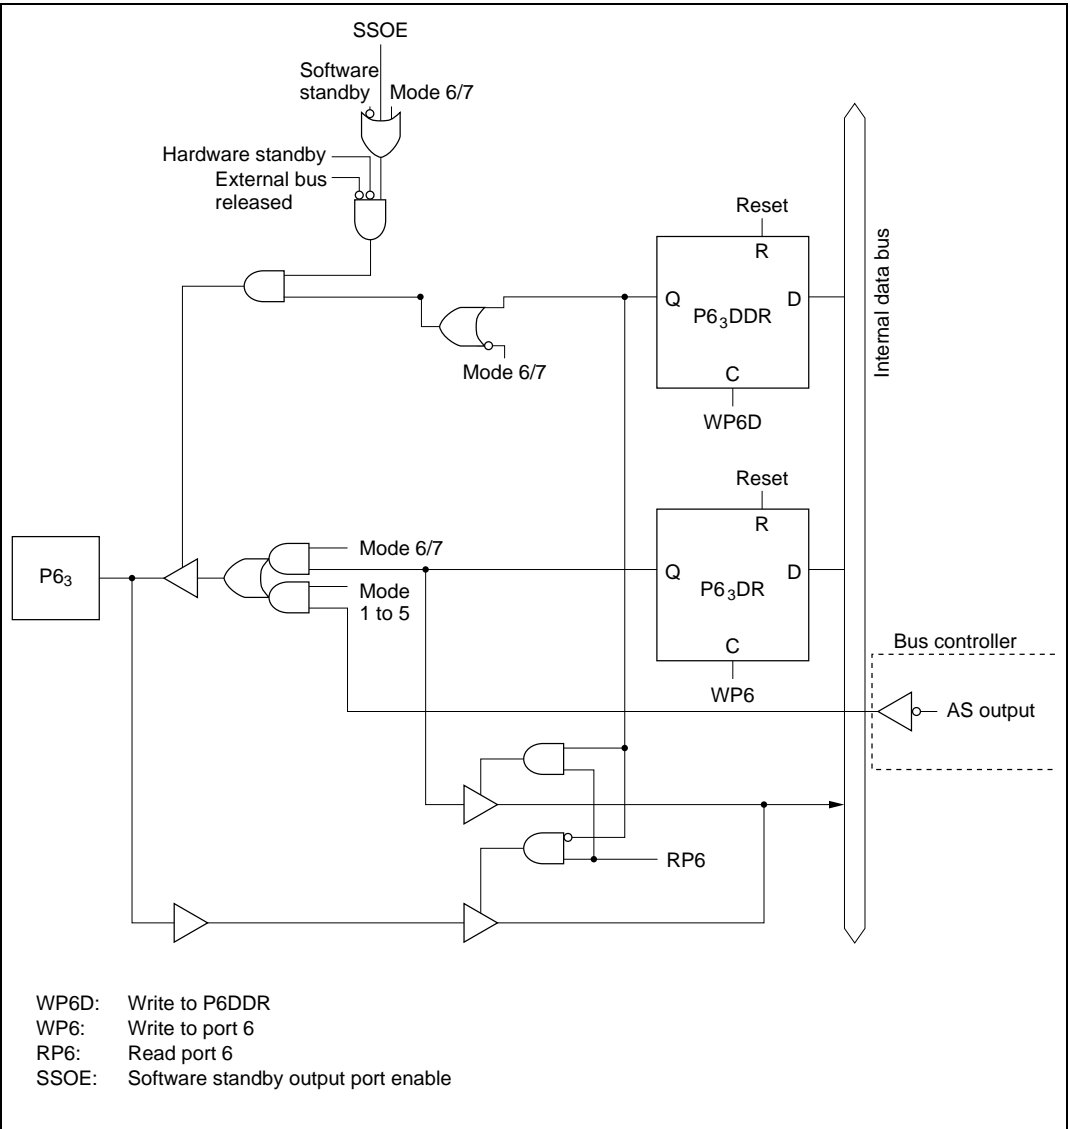 SSOE
Software
standby
Mode 6/7
Hardware standby
External bus
released
Reset
R
Q
D
P6₃DDR
C
Mode 6/7
WP6D
Internal data bus
Reset
R
P6₃
Mode 6/7
Q
D
P6₃DR
Mode
1 to 5
C
WP6
Bus controller
AS output
RP6
WP6D: Write to P6DDR
WP6: Write to port 6
RP6: Read port 6
SSOE: Software standby output port enable